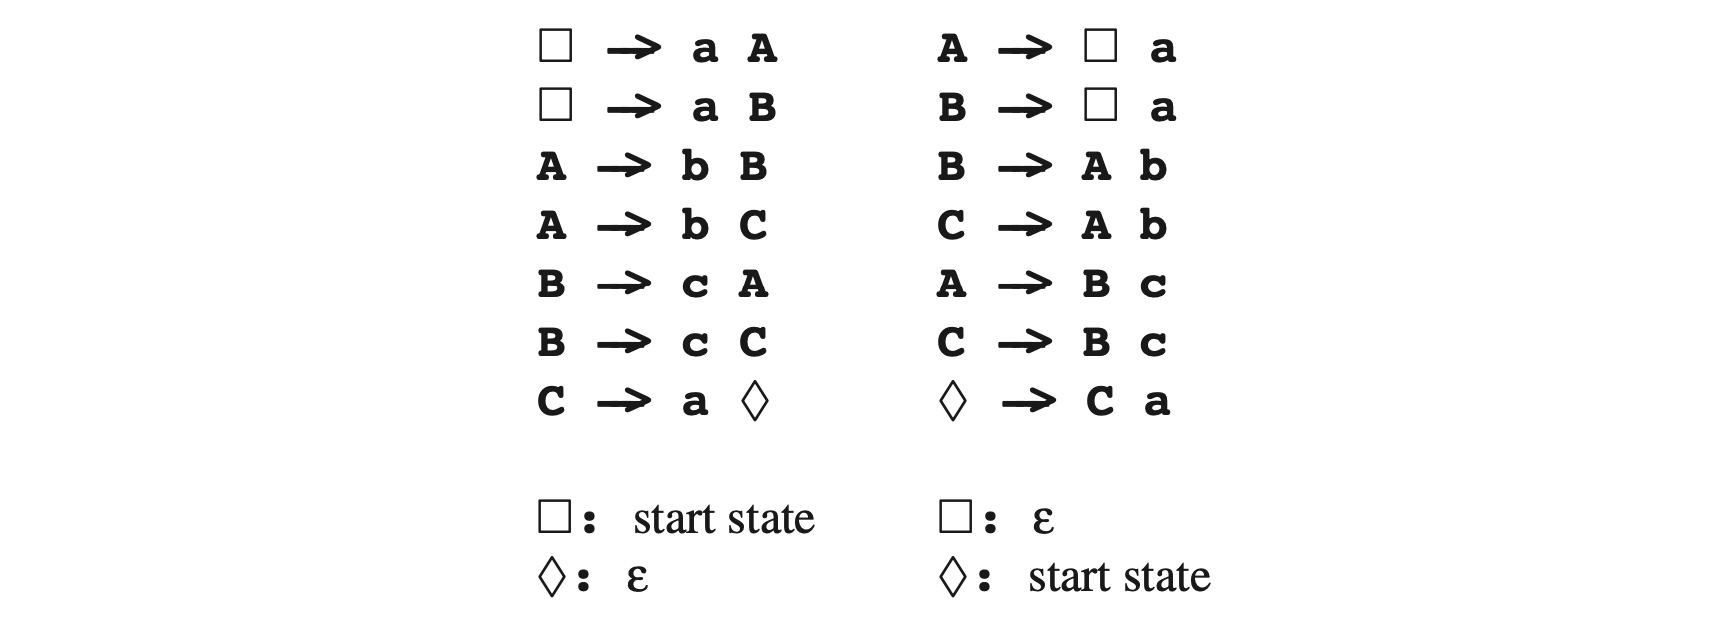 □ → a A    A → □ a
□ → a B    B → □ a
A → b B    B → A b
A → b C    C → A b
B → c A    A → B c
B → c C    C → B c
C → a ◊    ◊ → C a
□: start state    □: ε
◊: ε    ◊: start state